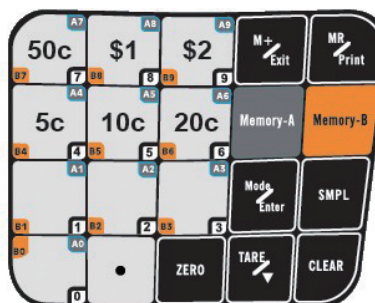 A7 A8 A9
50c $1 $2 M+ Exit MR Print
B7 7 B8 8 B9 9
A4 A5 A6
5c 10c 20c Memory-A Memory-B
B4 4 B5 5 B6 6
A1 A2 A3
Mode Enter SMPL
B1 1 B2 2 B3 3
B0 A0
. ZERO TARE CLEAR
0